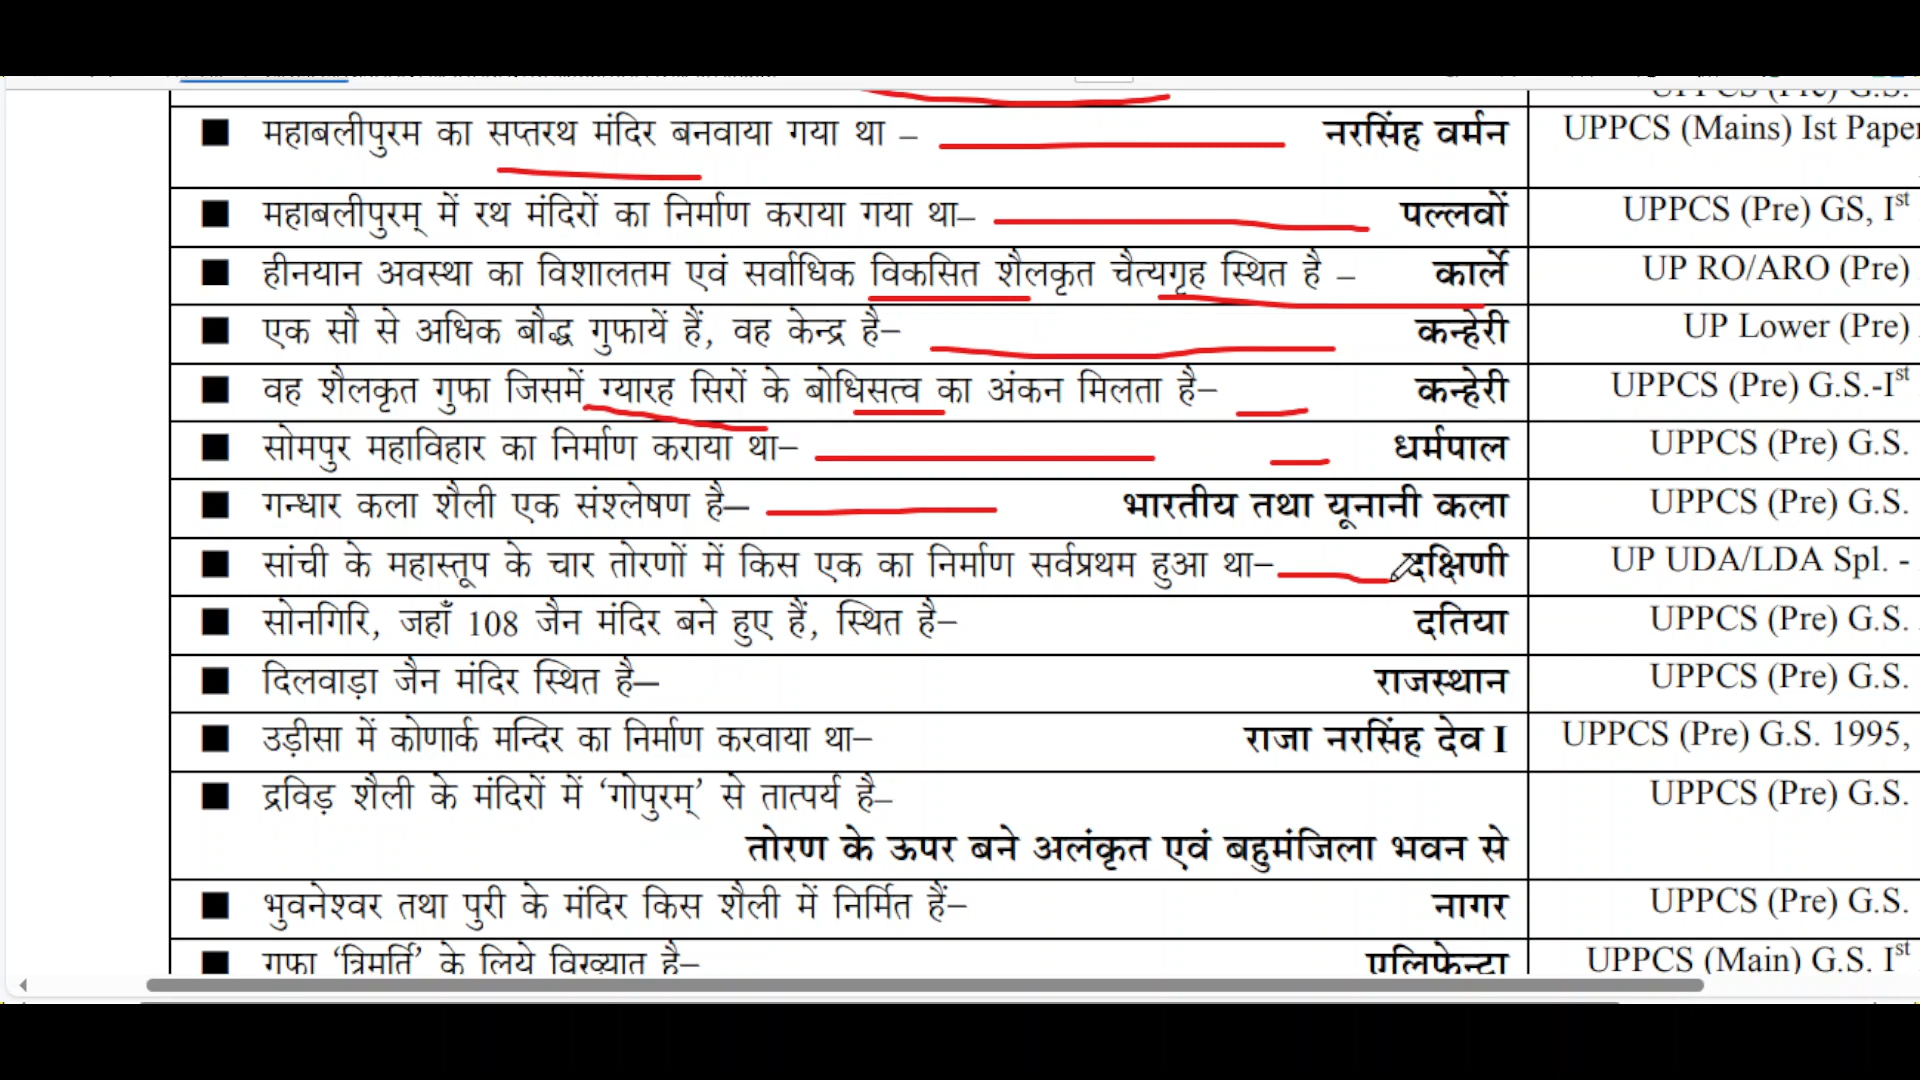 ■ महाबलीपुरम का सप्तरथ मंदिर बनवाया गया था – नरसिंह वर्मन UPPCS (Mains) Ist Paper
■ महाबलीपुरम् में रथ मंदिरों का निर्माण कराया गया था– पल्लवों UPPCS (Pre) GS, Ist
■ हीनयान अवस्था का विशालतम एवं सर्वाधिक विकसित शैलकृत चैत्यगृह स्थित है – कार्ले UP RO/ARO (Pre)
■ एक सौ से अधिक बौद्ध गुफायें हैं, वह केन्द्र है– कन्हेरी UP Lower (Pre)
■ वह शैलकृत गुफा जिसमें ग्यारह सिरों के बोधिसत्व का अंकन मिलता है– कन्हेरी UPPCS (Pre) G.S.-Ist
■ सोमपुर महाविहार का निर्माण कराया था– धर्मपाल UPPCS (Pre) G.S.
■ गन्धार कला शैली एक संश्लेषण है– भारतीय तथा यूनानी कला UPPCS (Pre) G.S.
■ सांची के महास्तूप के चार तोरणों में किस एक का निर्माण सर्वप्रथम हुआ था– दक्षिणी UP UDA/LDA Spl. -
■ सोनगिरि, जहाँ 108 जैन मंदिर बने हुए हैं, स्थित है– दतिया UPPCS (Pre) G.S.
■ दिलवाड़ा जैन मंदिर स्थित है– राजस्थान UPPCS (Pre) G.S.
■ उड़ीसा में कोणार्क मन्दिर का निर्माण करवाया था– राजा नरसिंह देव I UPPCS (Pre) G.S. 1995,
■ द्रविड़ शैली के मंदिरों में ‘गोपुरम्’ से तात्पर्य है– UPPCS (Pre) G.S.
तोरण के ऊपर बने अलंकृत एवं बहुमंजिला भवन से
■ भुवनेश्वर तथा पुरी के मंदिर किस शैली में निर्मित हैं– नागर UPPCS (Pre) G.S.
■ गुफा ‘त्रिमूर्ति’ के लिये विख्यात है– एलिफेन्टा UPPCS (Main) G.S. Ist